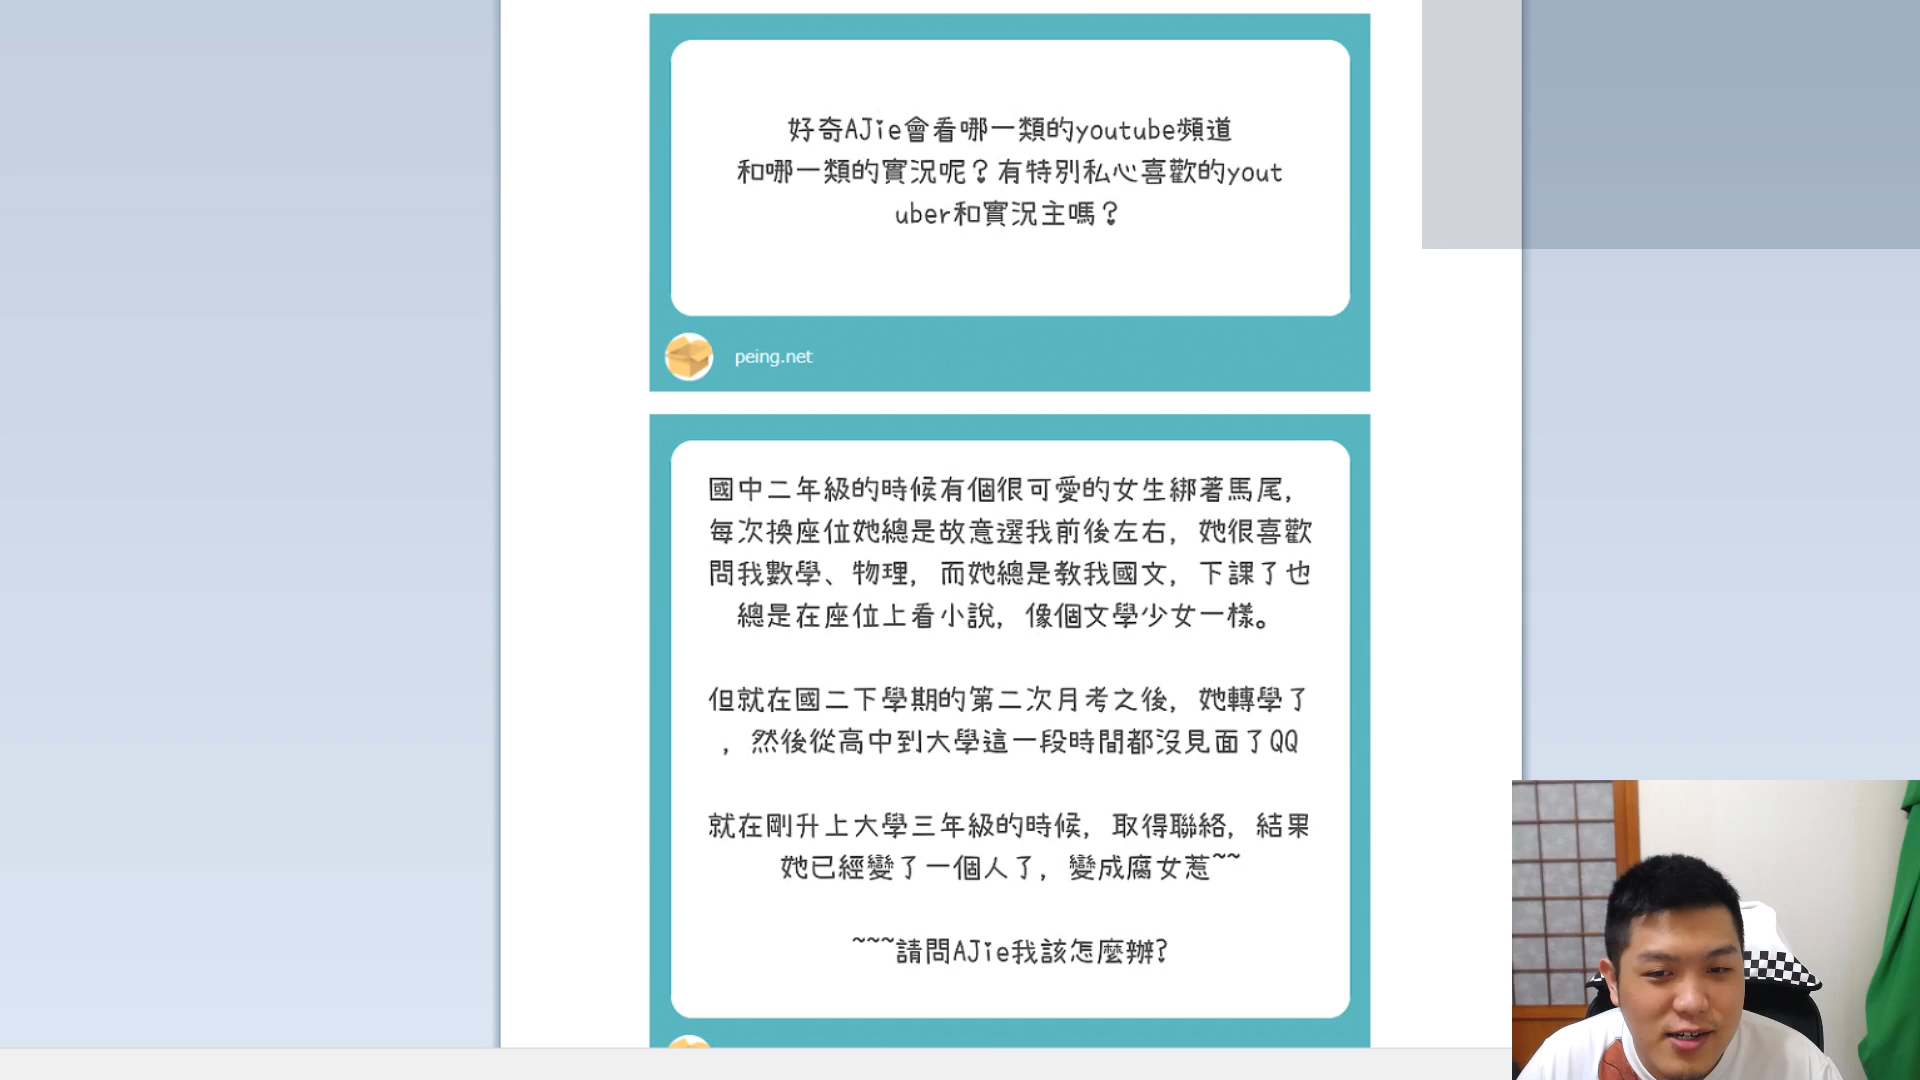 好奇AJie會看哪一類的youtube頻道
和哪一類的實況呢？有特別私心喜歡的yout
uber和實況主嗎？
peing.net
國中二年級的時候有個很可愛的女生綁著馬尾,
每次換座位她總是故意選我前後左右, 她很喜歡
問我數學、物理, 而她總是教我國文, 下課了也
總是在座位上看小說, 像個文學少女一樣。
但就在國二下學期的第二次月考之後, 她轉學了
, 然後從高中到大學這一段時間都沒見面了QQ
就在剛升上大學三年級的時候, 取得聯絡, 結果
她已經變了一個人了, 變成腐女惹~~
~~~請問AJie我該怎麼辦?